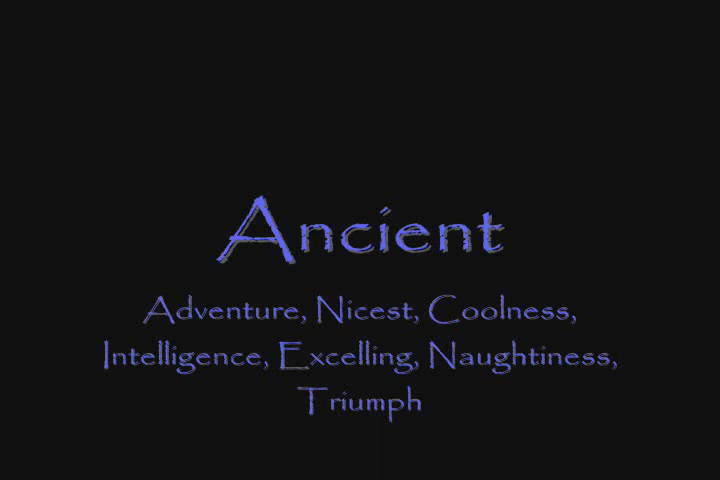 Ancient
Adventure, Nicest, Coolness,
Intelligence, Excelling, Naughtiness,
Triumph